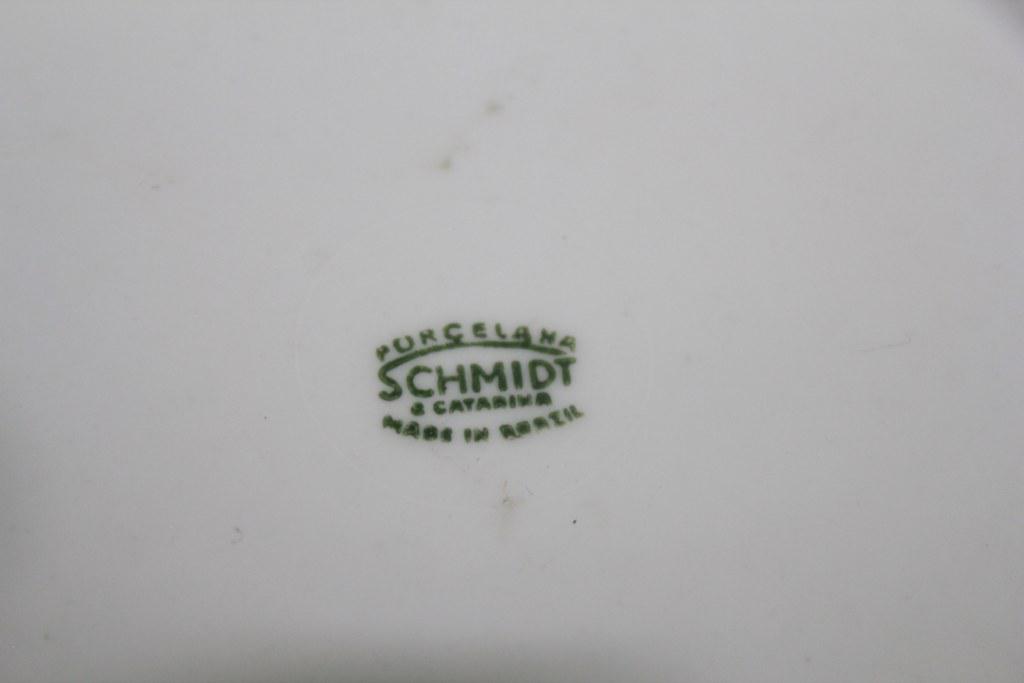 PORCELANA
SCHMIDT
S CATARINA
MADE IN BRAZIL